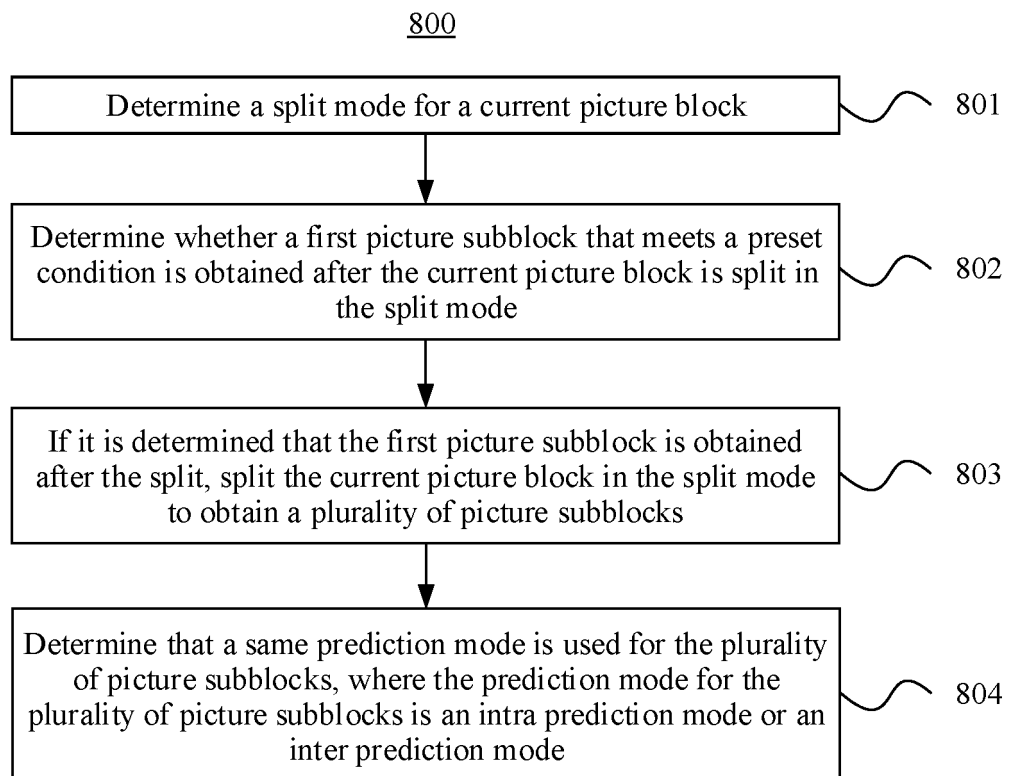 800
Determine a split mode for a current picture block
801
Determine whether a first picture subblock that meets a preset
condition is obtained after the current picture block is split in
the split mode
802
If it is determined that the first picture subblock is obtained
after the split, split the current picture block in the split mode
to obtain a plurality of picture subblocks
803
Determine that a same prediction mode is used for the plurality
of picture subblocks, where the prediction mode for the
plurality of picture subblocks is an intra prediction mode or an
inter prediction mode
804